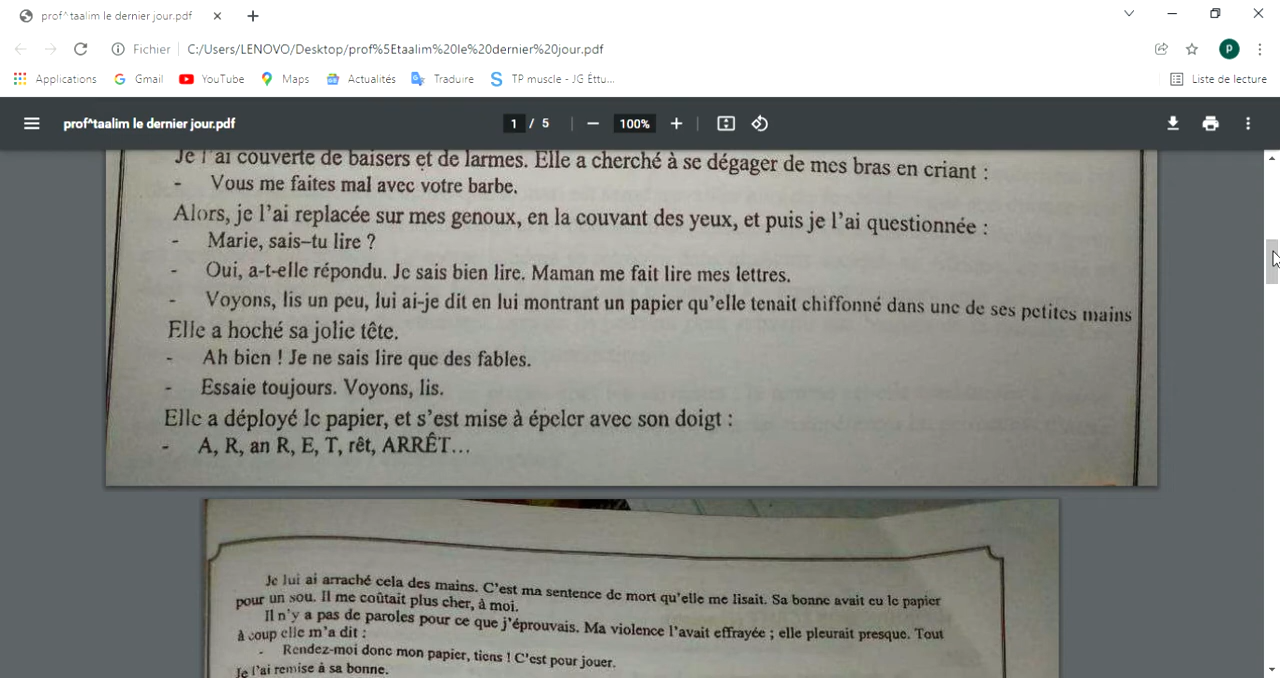 prof^taalim le dernier jour.pdf
Fichier C:/Users/LENOVO/Desktop/prof%5Etaalim%20le%20dernier%20jour.pdf
P
Applications Gmail YouTube Maps Actualités Traduire TP muscle - JG Éttu... Liste de lecture
prof^taalim le dernier jour.pdf 1 / 5 100%
Je l'ai couverte de baisers et de larmes. Elle a cherché à se dégager de mes bras en criant :
- Vous me faites mal avec votre barbe.
Alors, je l'ai replacée sur mes genoux, en la couvant des yeux, et puis je l'ai questionnée :
- Marie, sais–tu lire ?
- Oui, a-t-elle répondu. Je sais bien lire. Maman me fait lire mes lettres.
- Voyons, lis un peu, lui ai-je dit en lui montrant un papier qu'elle tenait chiffonné dans une de ses petites mains
Elle a hoché sa jolie tête.
- Ah bien ! Je ne sais lire que des fables.
- Essaie toujours. Voyons, lis.
Elle a déployé le papier, et s'est mise à épeler avec son doigt :
- A, R, an R, E, T, rêt, ARRÊT...
Je lui ai arraché cela des mains. C'est ma sentence de mort qu'elle me lisait. Sa bonne avait eu le papier
pour un sou. Il me coûtait plus cher, à moi.
Il n'y a pas de paroles pour ce que j'éprouvais. Ma violence l'avait effrayée ; elle pleurait presque. Tout
à coup elle m'a dit :
- Rendez-moi donc mon papier, tiens ! C'est pour jouer.
Je l'ai remise à sa bonne.